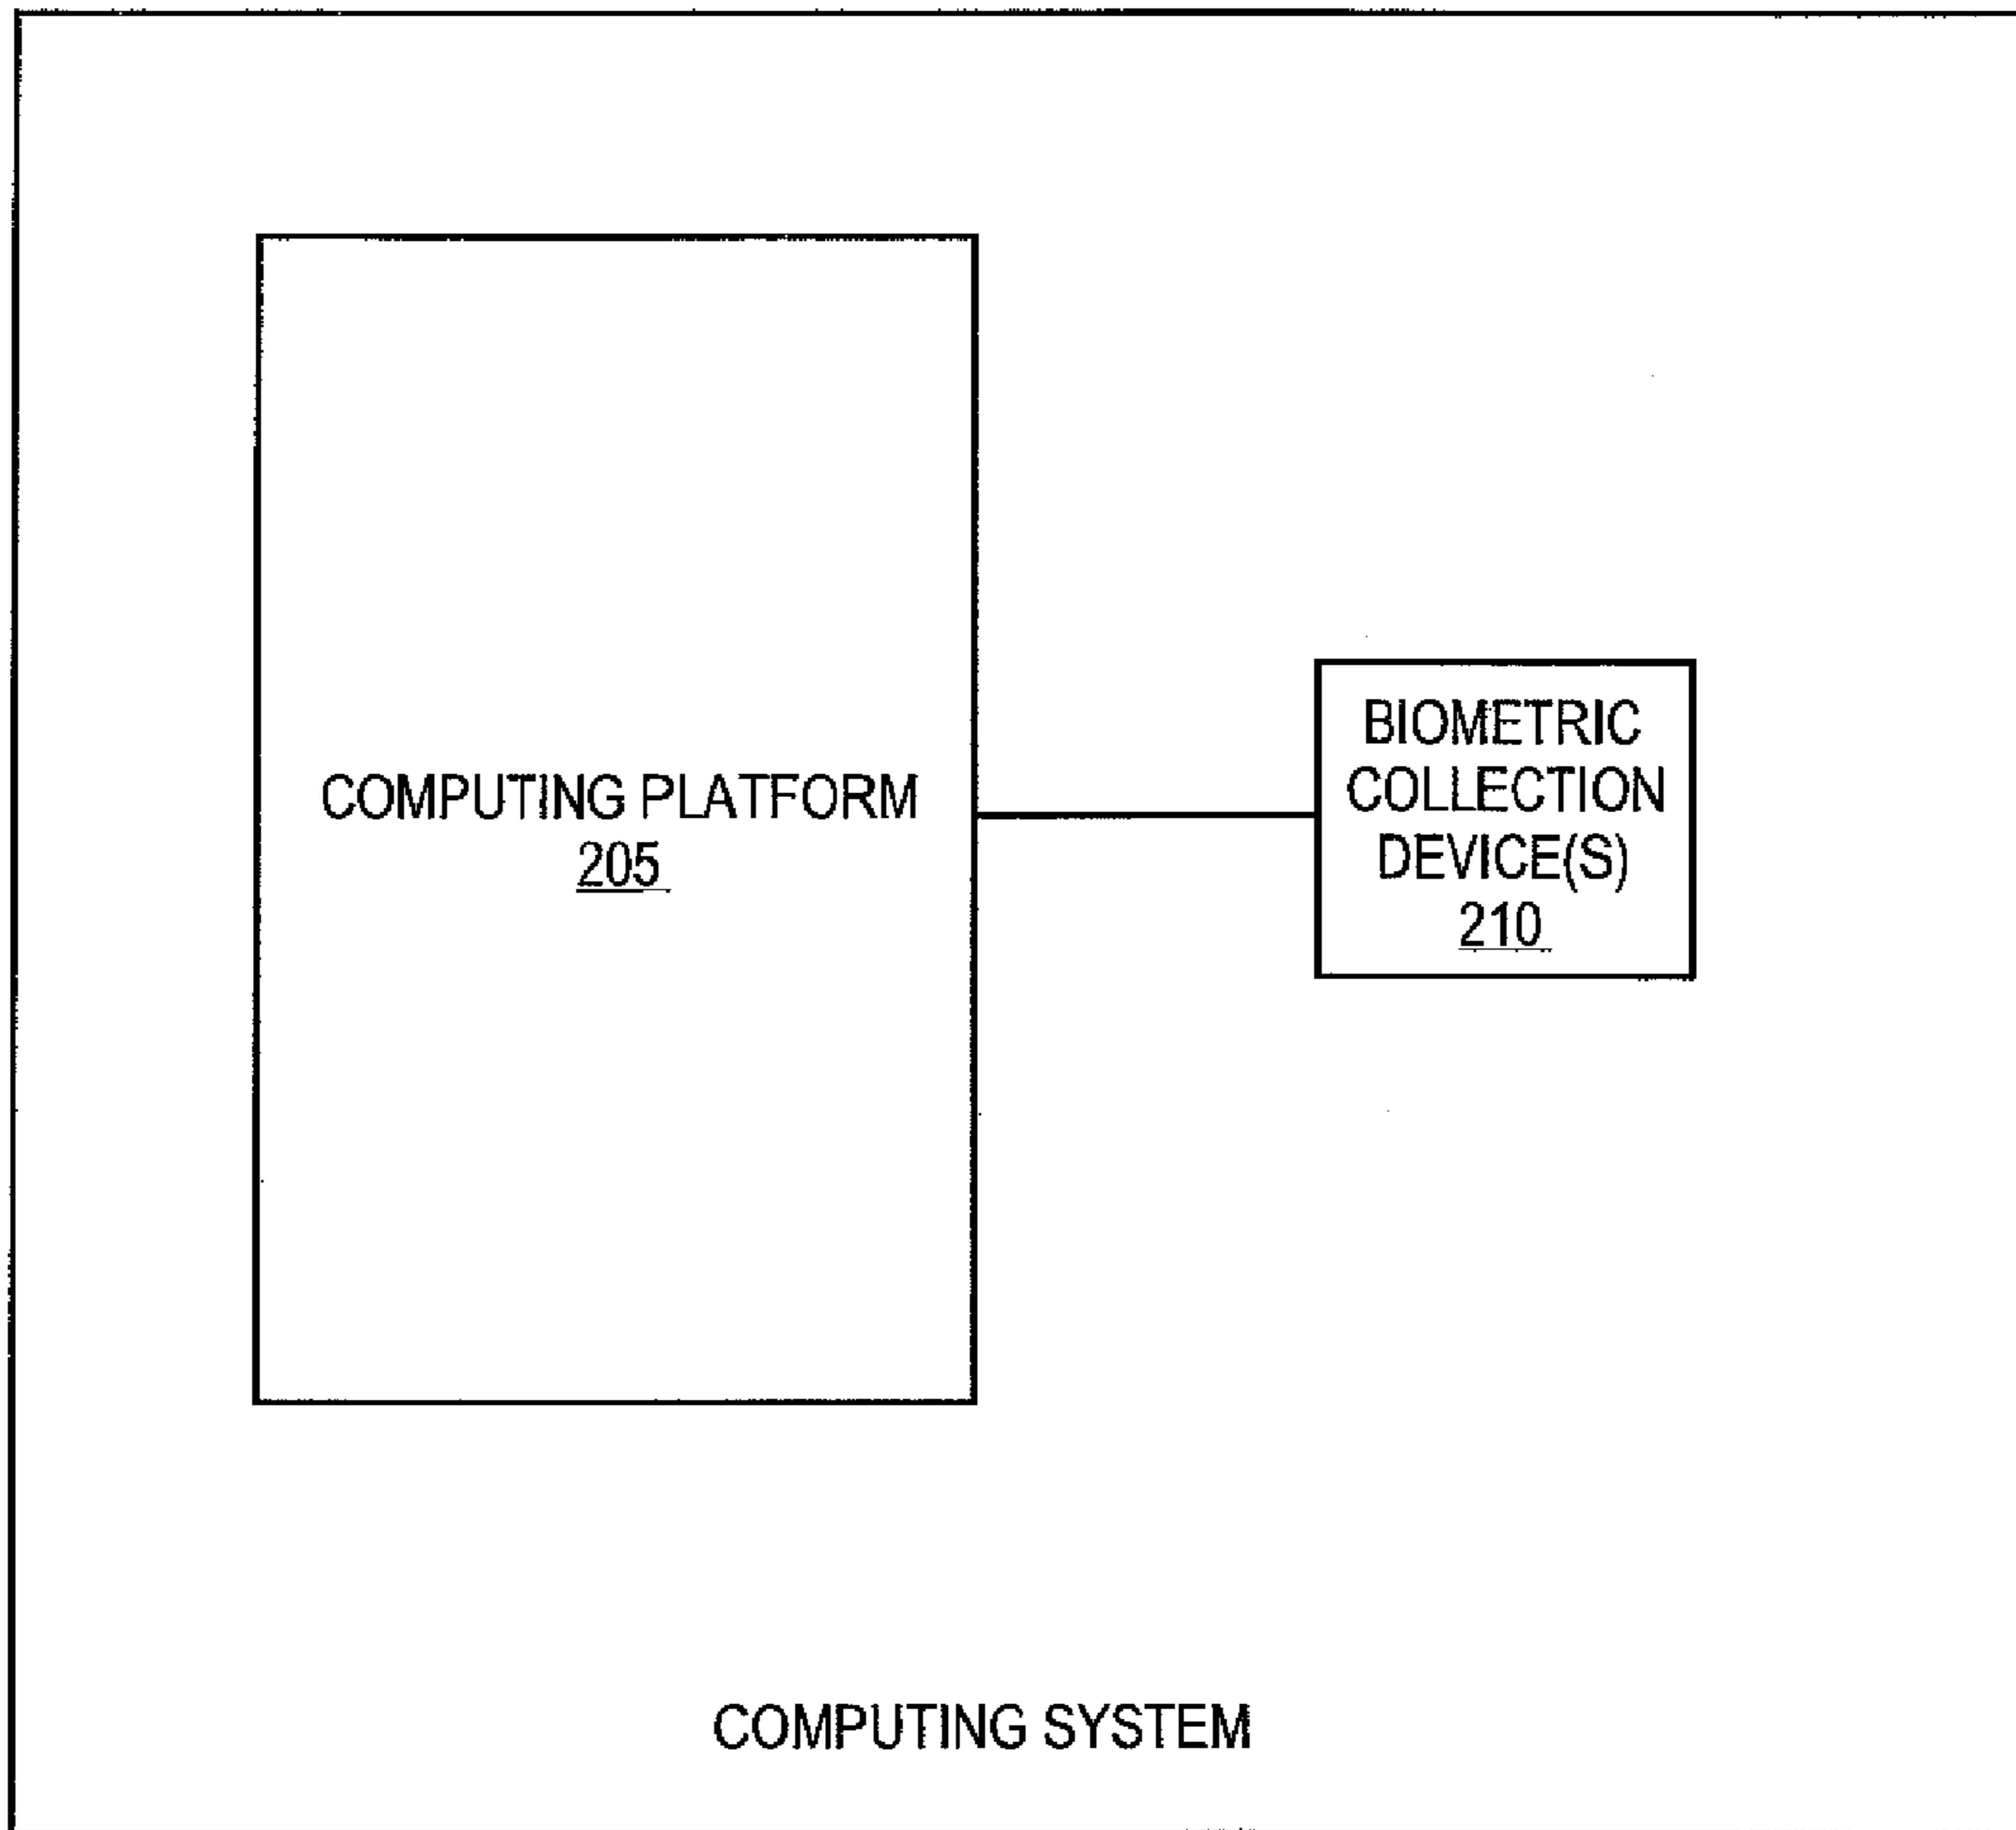 COMPUTING PLATFORM
205
BIOMETRIC
COLLECTION
DEVICE(S)
210
COMPUTING SYSTEM